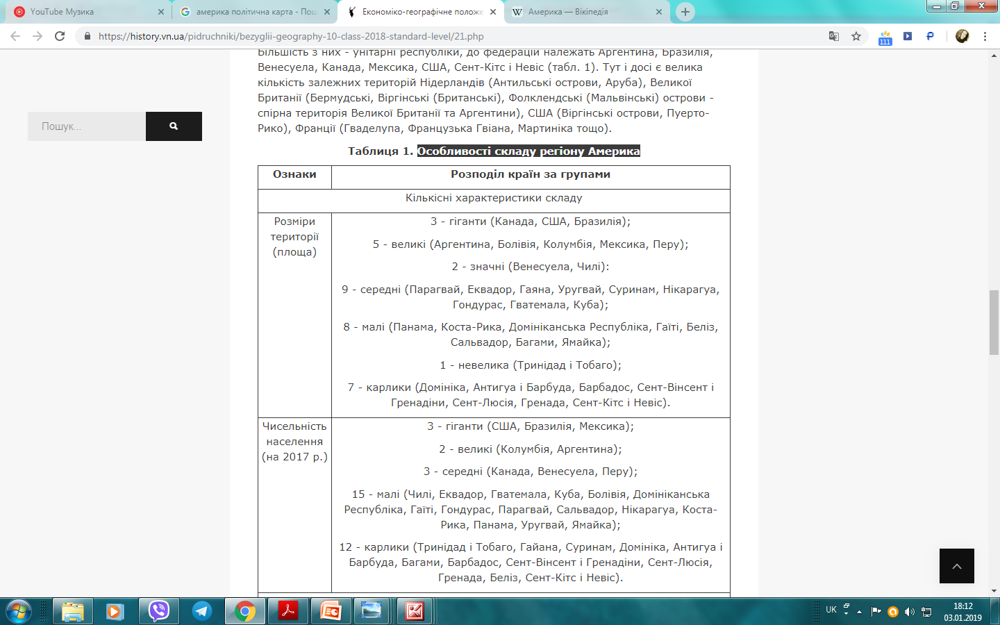 YouTube Музика
америка політична карта - Пош
Економіко-географічне положе
Америка — Вікіпедія
https://history.vn.ua/pidruchniki/bezyglii-geography-10-class-2018-standard-level/21.php
111
Більшість з них - унітарні республіки, до федерацій належать Аргентина, Бразилія,
Венесуела, Канада, Мексика, США, Сент-Кітс і Невіс (табл. 1). Тут і досі є велика
кількість залежних територій Нідерландів (Антильські острови, Аруба), Великої
Британії (Бермудські, Віргінські (Британські), Фолклендські (Мальвінські) острови -
спірна територія Великої Британії та Аргентини), США (Віргінські острови, Пуерто-
Рико), Франції (Гваделупа, Французька Гвіана, Мартиніка тощо).
Пошук...
Таблиця 1. Особливості складу регіону Америка
Ознаки
Розподіл країн за групами
Кількісні характеристики складу
Розміри
території
(площа)
3 - гіганти (Канада, США, Бразилія);
5 - великі (Аргентина, Болівія, Колумбія, Мексика, Перу);
2 - значні (Венесуела, Чилі):
9 - середні (Парагвай, Еквадор, Гаяна, Уругвай, Суринам, Нікарагуа,
Гондурас, Гватемала, Куба);
8 - малі (Панама, Коста-Рика, Домініканська Республіка, Гаїті, Беліз,
Сальвадор, Багами, Ямайка);
1 - невелика (Тринідад і Тобаго);
7 - карлики (Домініка, Антигуа і Барбуда, Барбадос, Сент-Вінсент і
Гренадіни, Сент-Люсія, Гренада, Сент-Кітс і Невіс).
Чисельність
населення
(на 2017 р.)
3 - гіганти (США, Бразилія, Мексика);
2 - великі (Колумбія, Аргентина);
3 - середні (Канада, Венесуела, Перу);
15 - малі (Чилі, Еквадор, Гватемала, Куба, Болівія, Домініканська
Республіка, Гаїті, Гондурас, Парагвай, Сальвадор, Нікарагуа, Коста-
Рика, Панама, Уругвай, Ямайка);
12 - карлики (Тринідад і Тобаго, Гайана, Суринам, Домініка, Антигуа і
Барбуда, Багами, Барбадос, Сент-Вінсент і Гренадіни, Сент-Люсія,
Гренада, Беліз, Сент-Кітс і Невіс).
UK
18:12
03.01.2019